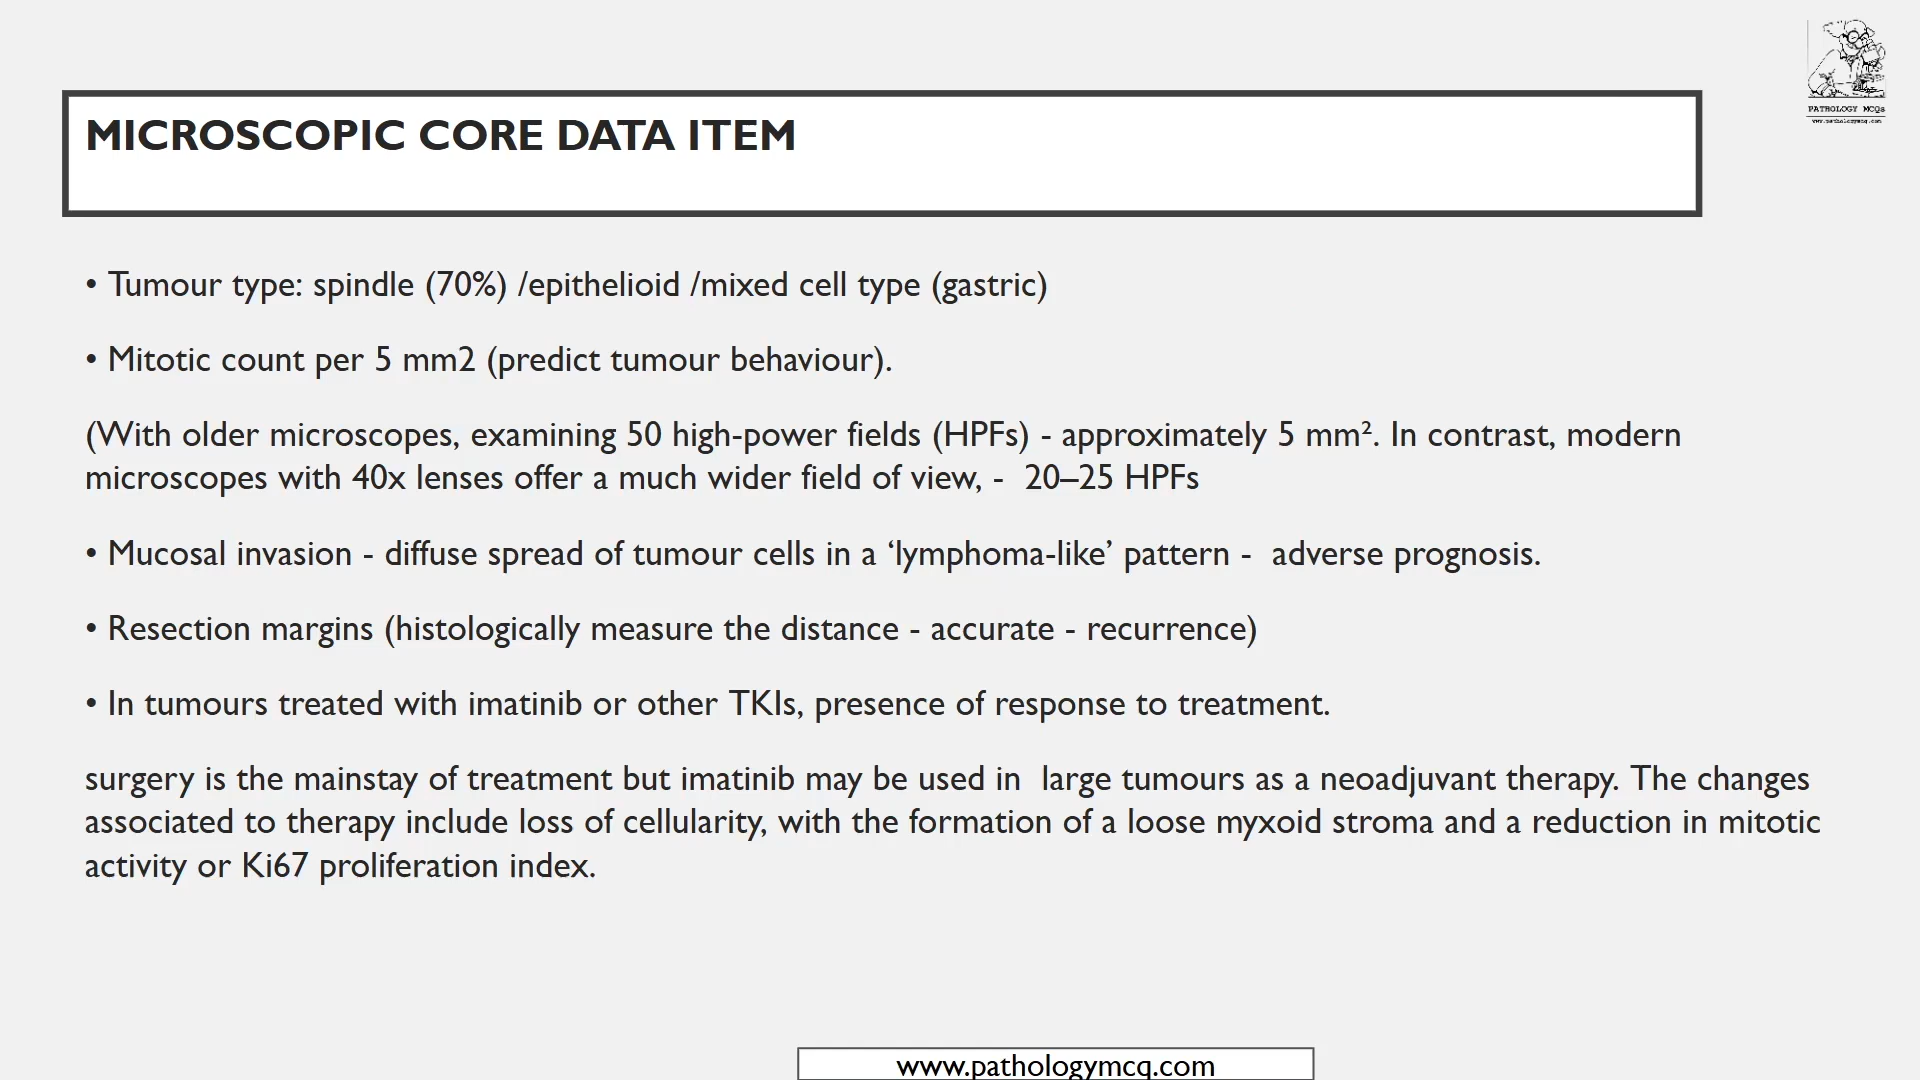 PATHOLOGY MCQs
www.pathologymcq.com
MICROSCOPIC CORE DATA ITEM
• Tumour type: spindle (70%) /epithelioid /mixed cell type (gastric)
• Mitotic count per 5 mm2 (predict tumour behaviour).
(With older microscopes, examining 50 high-power fields (HPFs) - approximately 5 mm². In contrast, modern
microscopes with 40x lenses offer a much wider field of view, -  20–25 HPFs
• Mucosal invasion - diffuse spread of tumour cells in a ‘lymphoma-like’ pattern -  adverse prognosis.
• Resection margins (histologically measure the distance - accurate - recurrence)
• In tumours treated with imatinib or other TKIs, presence of response to treatment.
surgery is the mainstay of treatment but imatinib may be used in  large tumours as a neoadjuvant therapy. The changes
associated to therapy include loss of cellularity, with the formation of a loose myxoid stroma and a reduction in mitotic
activity or Ki67 proliferation index.
www.pathologymcq.com